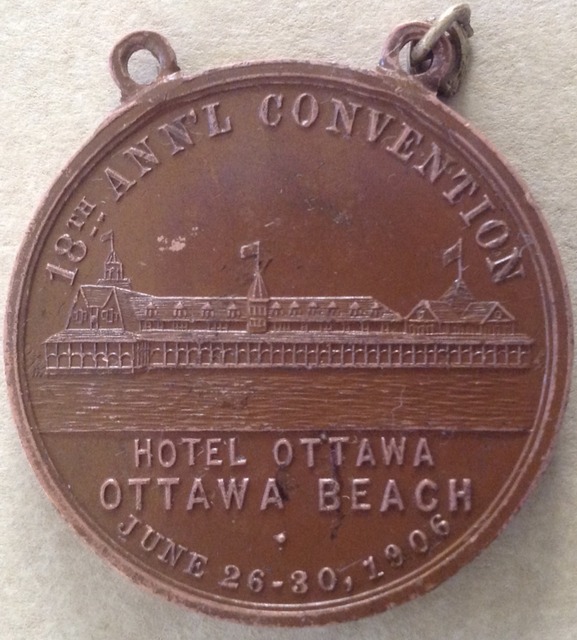 18TH ANN'L CONVENTION
HOTEL OTTAWA
OTTAWA BEACH
JUNE 26-30, 1906